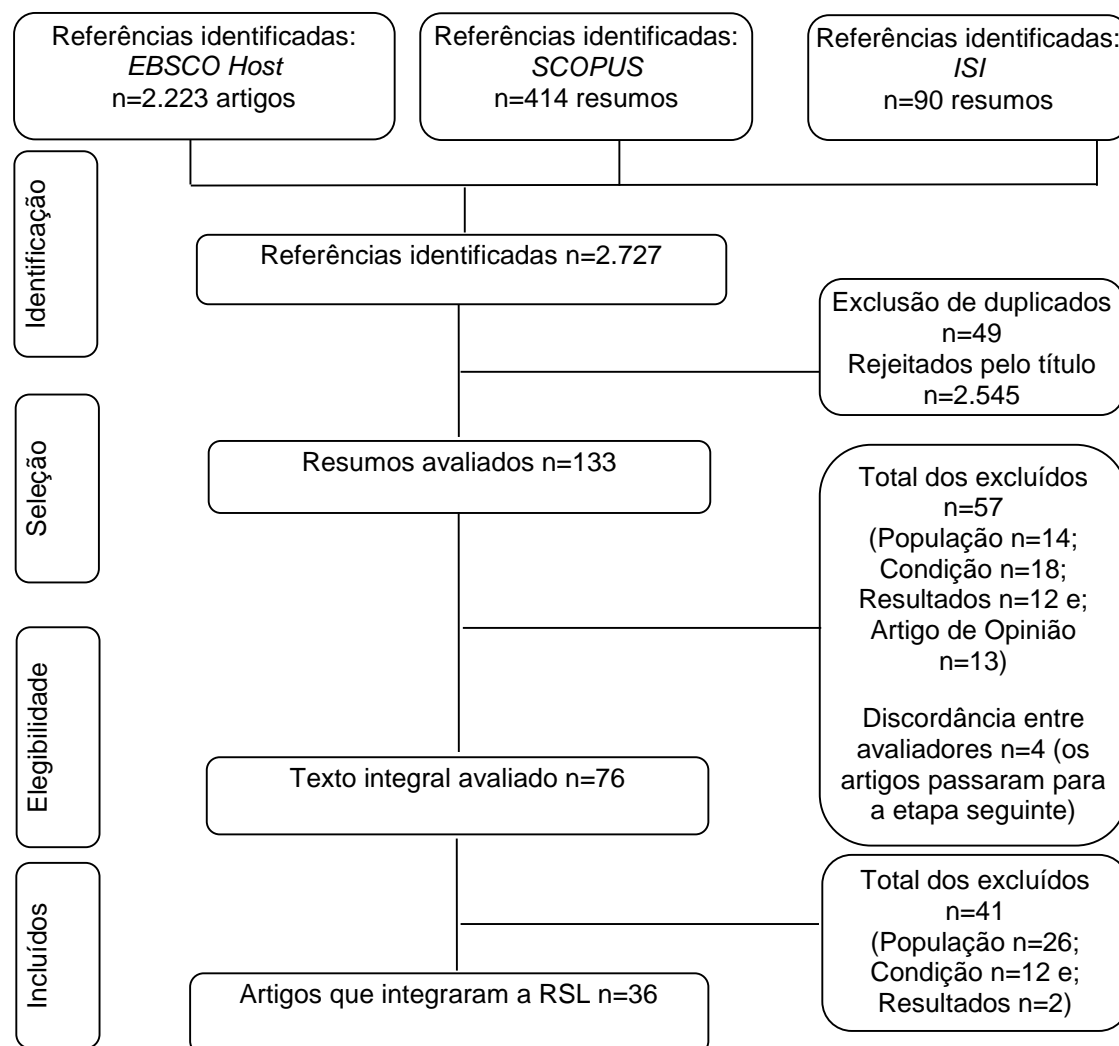 Referências identificadas:
EBSCO Host
n=2.223 artigos
Referências identificadas:
SCOPUS
n=414 resumos
Referências identificadas:
ISI
n=90 resumos
Identificação
Referências identificadas n=2.727
Exclusão de duplicados
n=49
Rejeitados pelo título
n=2.545
Seleção
Resumos avaliados n=133
Total dos excluídos
n=57
(População n=14;
Condição n=18;
Resultados n=12 e;
Artigo de Opinião
n=13)
Discordância entre
avaliadores n=4 (os
artigos passaram para
a etapa seguinte)
Elegibilidade
Texto integral avaliado n=76
Total dos excluídos
n=41
(População n=26;
Condição n=12 e;
Resultados n=2)
Incluídos
Artigos que integraram a RSL n=36